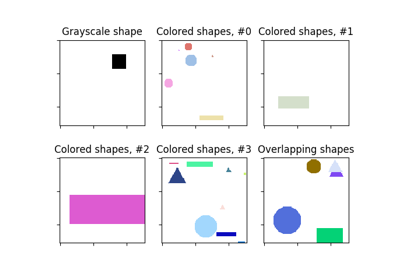 Grayscale shape
Colored shapes, #0
Colored shapes, #1
Colored shapes, #2
Colored shapes, #3
Overlapping shapes